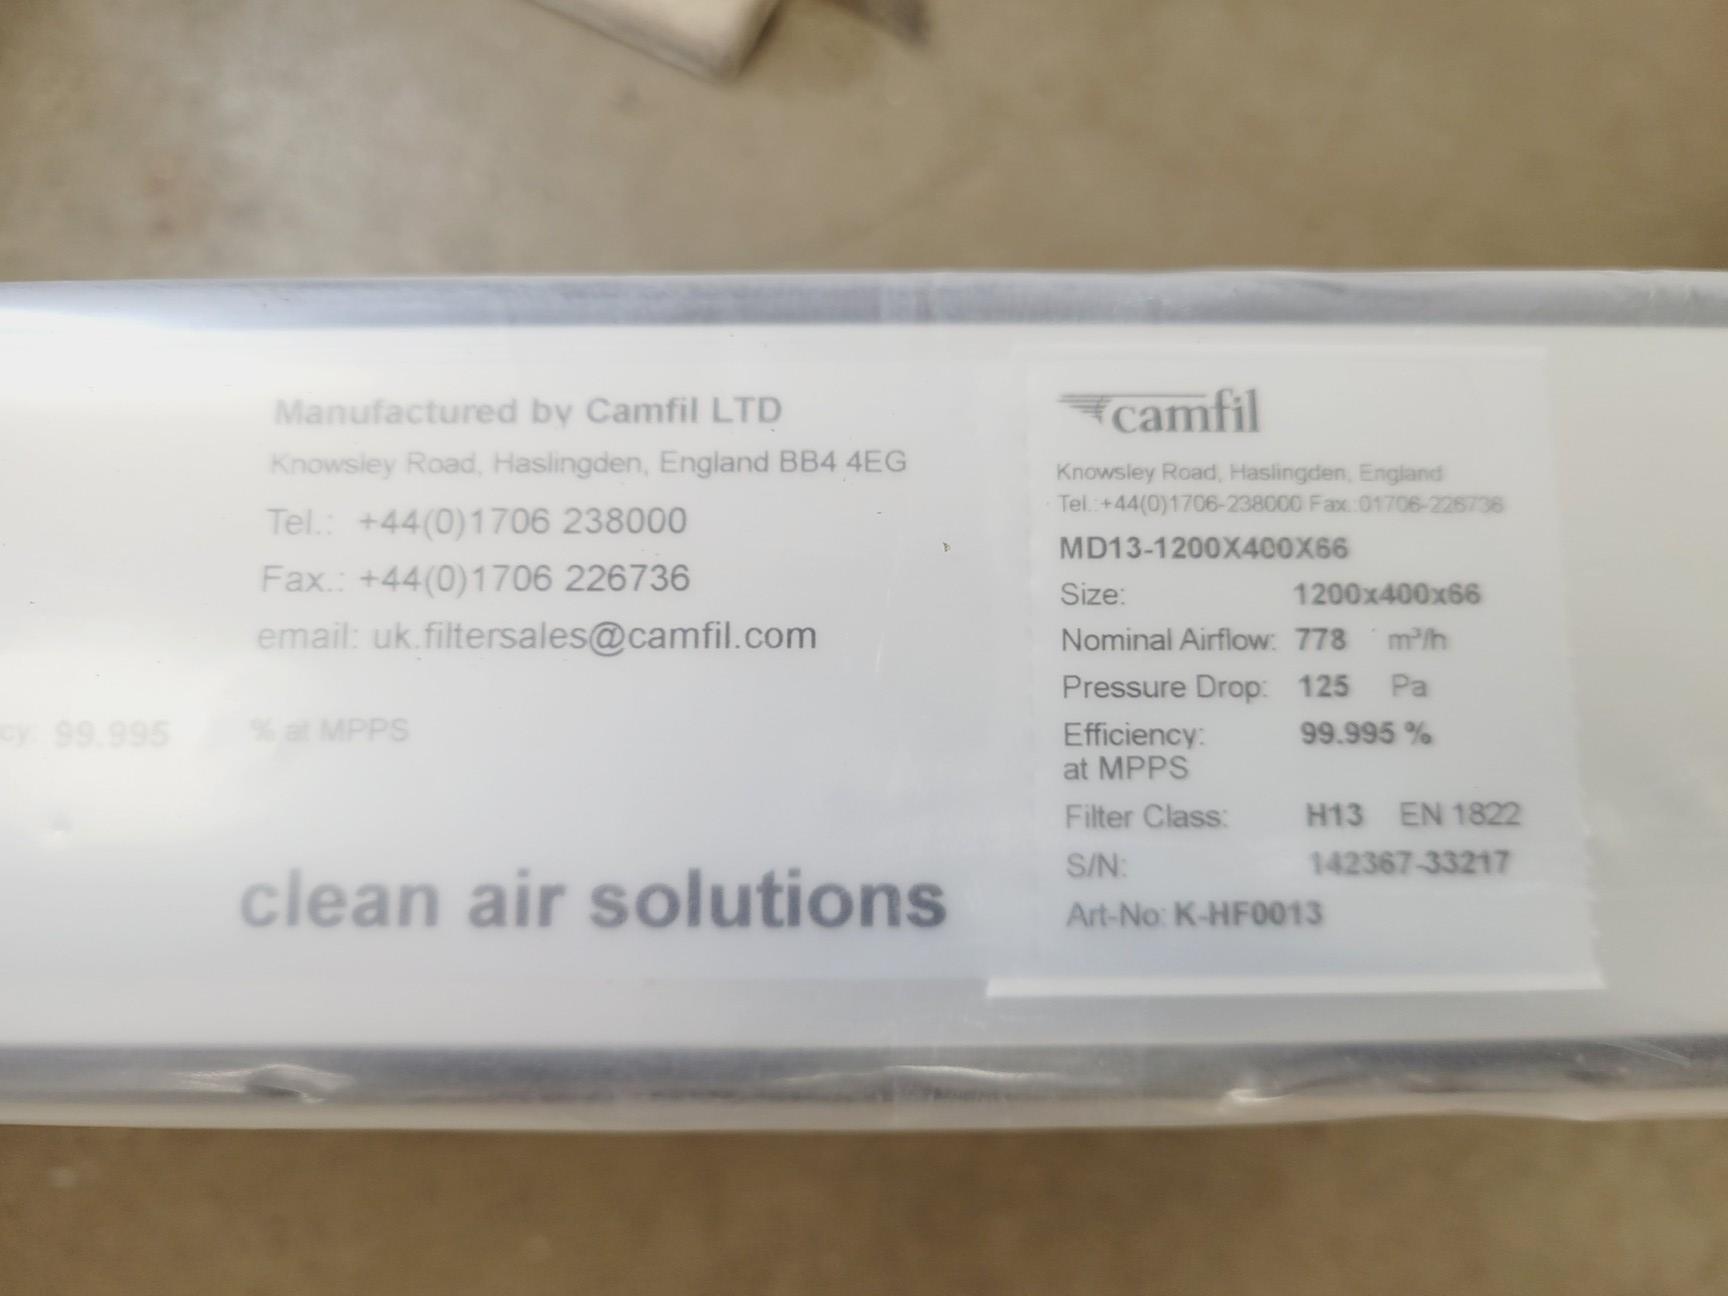 Manufactured by Camfil LTD
Knowsley Road, Haslingden, England BB4 4EG
Tel.: +44(0)1706 238000
Fax.: +44(0)1706 226736
email: uk.filtersales@camfil.com
cy: 99.995 % at MPPS
clean air solutions
camfil
Knowsley Road, Haslingden, England
Tel.:+44(0)1706-238000 Fax.:01706-226736
MD13-1200X400X66
Size: 1200x400x66
Nominal Airflow: 778 m³/h
Pressure Drop: 125 Pa
Efficiency: 99.995 %
at MPPS
Filter Class: H13 EN 1822
S/N: 142367-33217
Art-No: K-HF0013